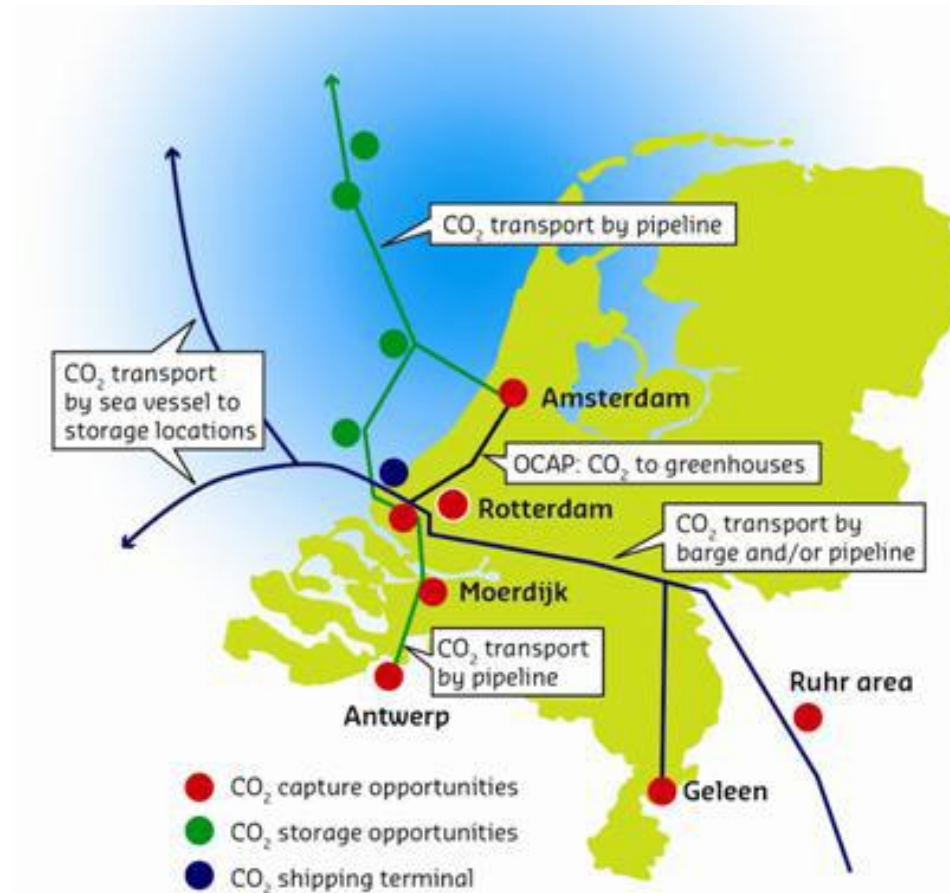 CO₂ transport by pipeline
CO₂ transport
by sea vessel to
storage locations
Amsterdam
OCAP: CO₂ to greenhouses
Rotterdam
CO₂ transport by
barge and/or pipeline
Moerdijk
CO₂ transport
by pipeline
Antwerp
Ruhr area
Geleen
CO₂ capture opportunities
CO₂ storage opportunities
CO₂ shipping terminal